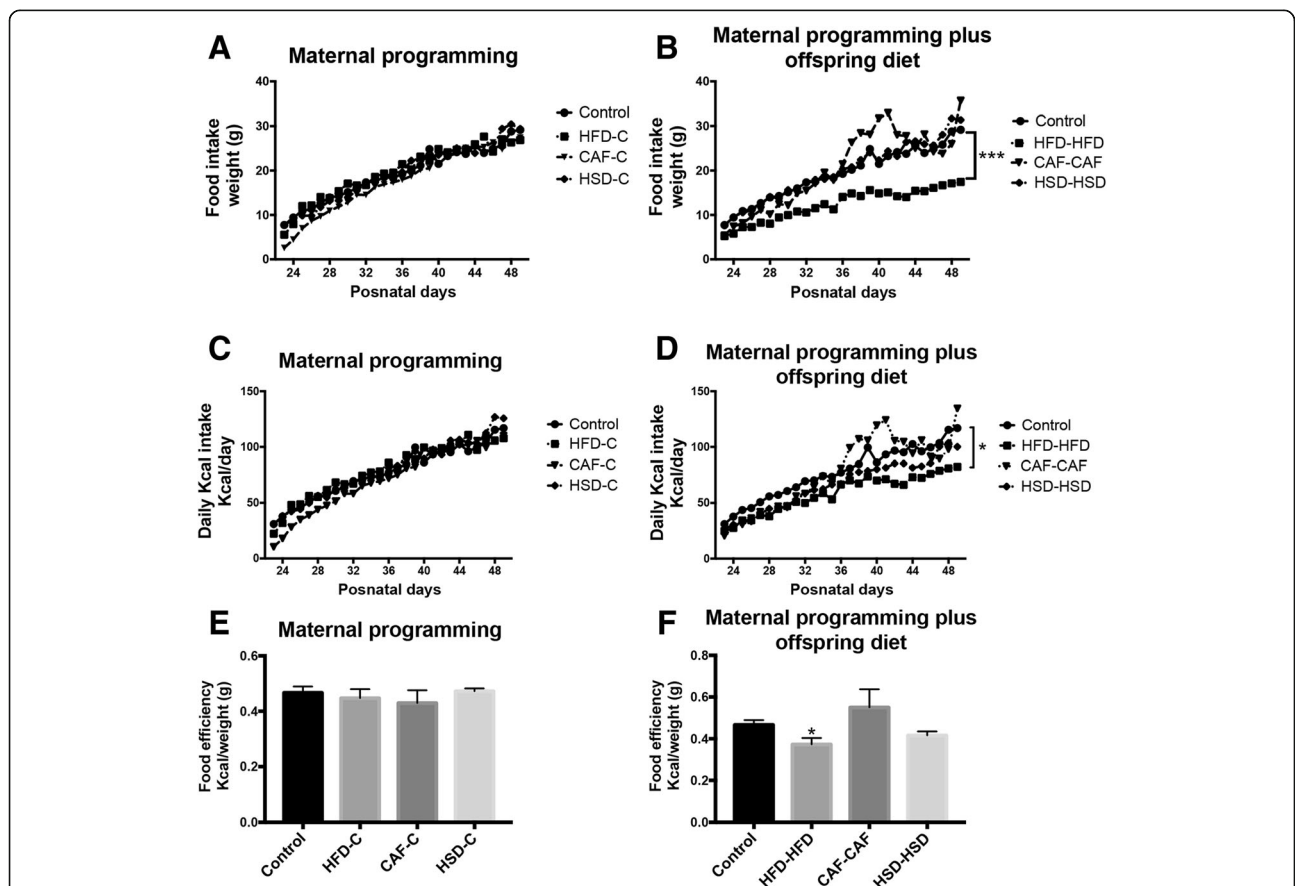 A
Maternal programming
Food intake
weight (g)
40
30
20
10
0
24 28 32 36 40 44 48
Posnatal days
Control
HFD-C
CAF-C
HSD-C
B
Maternal programming plus
offspring diet
Food intake
weight (g)
40
30
20
10
0
24 28 32 36 40 44 48
Posnatal days
Control
HFD-HFD
CAF-CAF
HSD-HSD
***
C
Maternal programming
Daily Kcal intake
Kcal/day
150
100
50
0
24 28 32 36 40 44 48
Posnatal days
Control
HFD-C
CAF-C
HSD-C
D
Maternal programming plus
offspring diet
Daily Kcal intake
Kcal/day
150
100
50
0
24 28 32 36 40 44 48
Posnatal days
Control
HFD-HFD
CAF-CAF
HSD-HSD
*
E
Maternal programming
Food efficiency
Kcal/weight (g)
0.6
0.4
0.2
0.0
Control
HFD-C
CAF-C
HSD-C
F
Maternal programming plus
offspring diet
Food efficiency
Kcal/weight (g)
0.8
0.6
0.4
0.2
0.0
*
Control
HFD-HFD
CAF-CAF
HSD-HSD